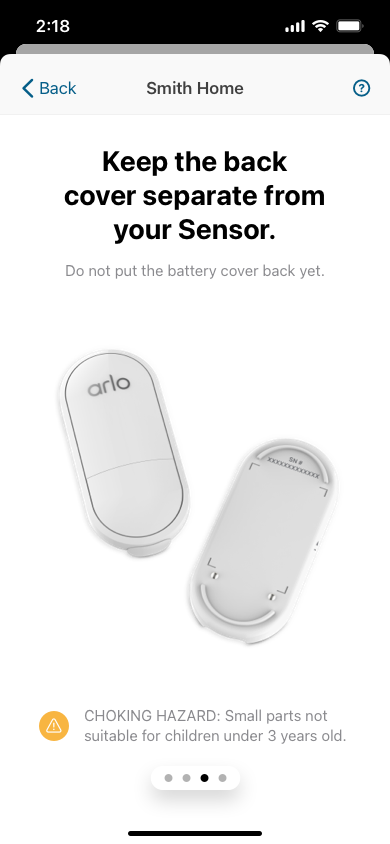 2:18
Back
Smith Home
Keep the back
cover separate from
your Sensor.
Do not put the battery cover back yet.
arlo
SN #
XXXXXXXXXXXXX
CHOKING HAZARD: Small parts not
suitable for children under 3 years old.